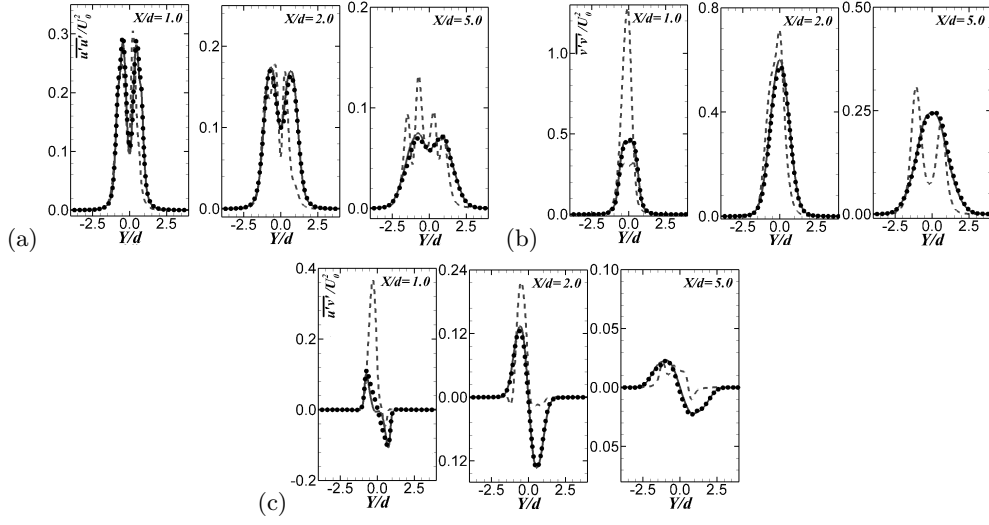 X/d=1.0
X/d=2.0
X/d=5.0
X/d=1.0
X/d=2.0
X/d=5.0
u'u'/U₀²
v'v'/U₀²
0.3
0.2
0.1
0.0
0.2
0.1
0.0
0.2
0.1
0.0
1.2
0.8
0.4
0.0
0.8
0.6
0.4
0.2
0.0
0.50
0.25
0.00
-2.5 0.0 2.5
-2.5 0.0 2.5
-2.5 0.0 2.5
-2.5 0.0 2.5
-2.5 0.0 2.5
-2.5 0.0 2.5
(a)
Y/d
Y/d
Y/d
(b)
Y/d
Y/d
Y/d
X/d=1.0
X/d=2.0
X/d=5.0
u'v'/U₀²
0.4
0.2
0.0
-0.2
0.24
0.12
0.00
0.12
0.10
0.05
0.00
0.05
-2.5 0.0 2.5
-2.5 0.0 2.5
-2.5 0.0 2.5
(c)
Y/d
Y/d
Y/d